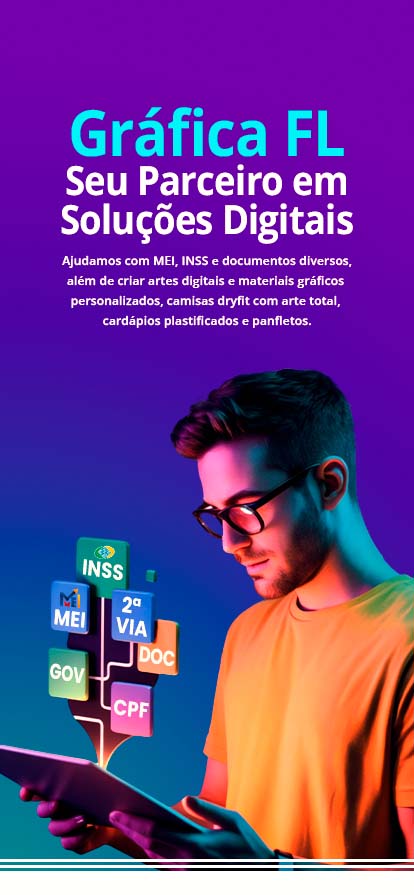 Gráfica FL
Seu Parceiro em
Soluções Digitais
Ajudamos com MEI, INSS e documentos diversos,
além de criar artes digitais e materiais gráficos
personalizados, camisas dryfit com arte total,
cardápios plastificados e panfletos.
INSS
MEI
MEI
2ª
VIA
DOC
GOV
CPF